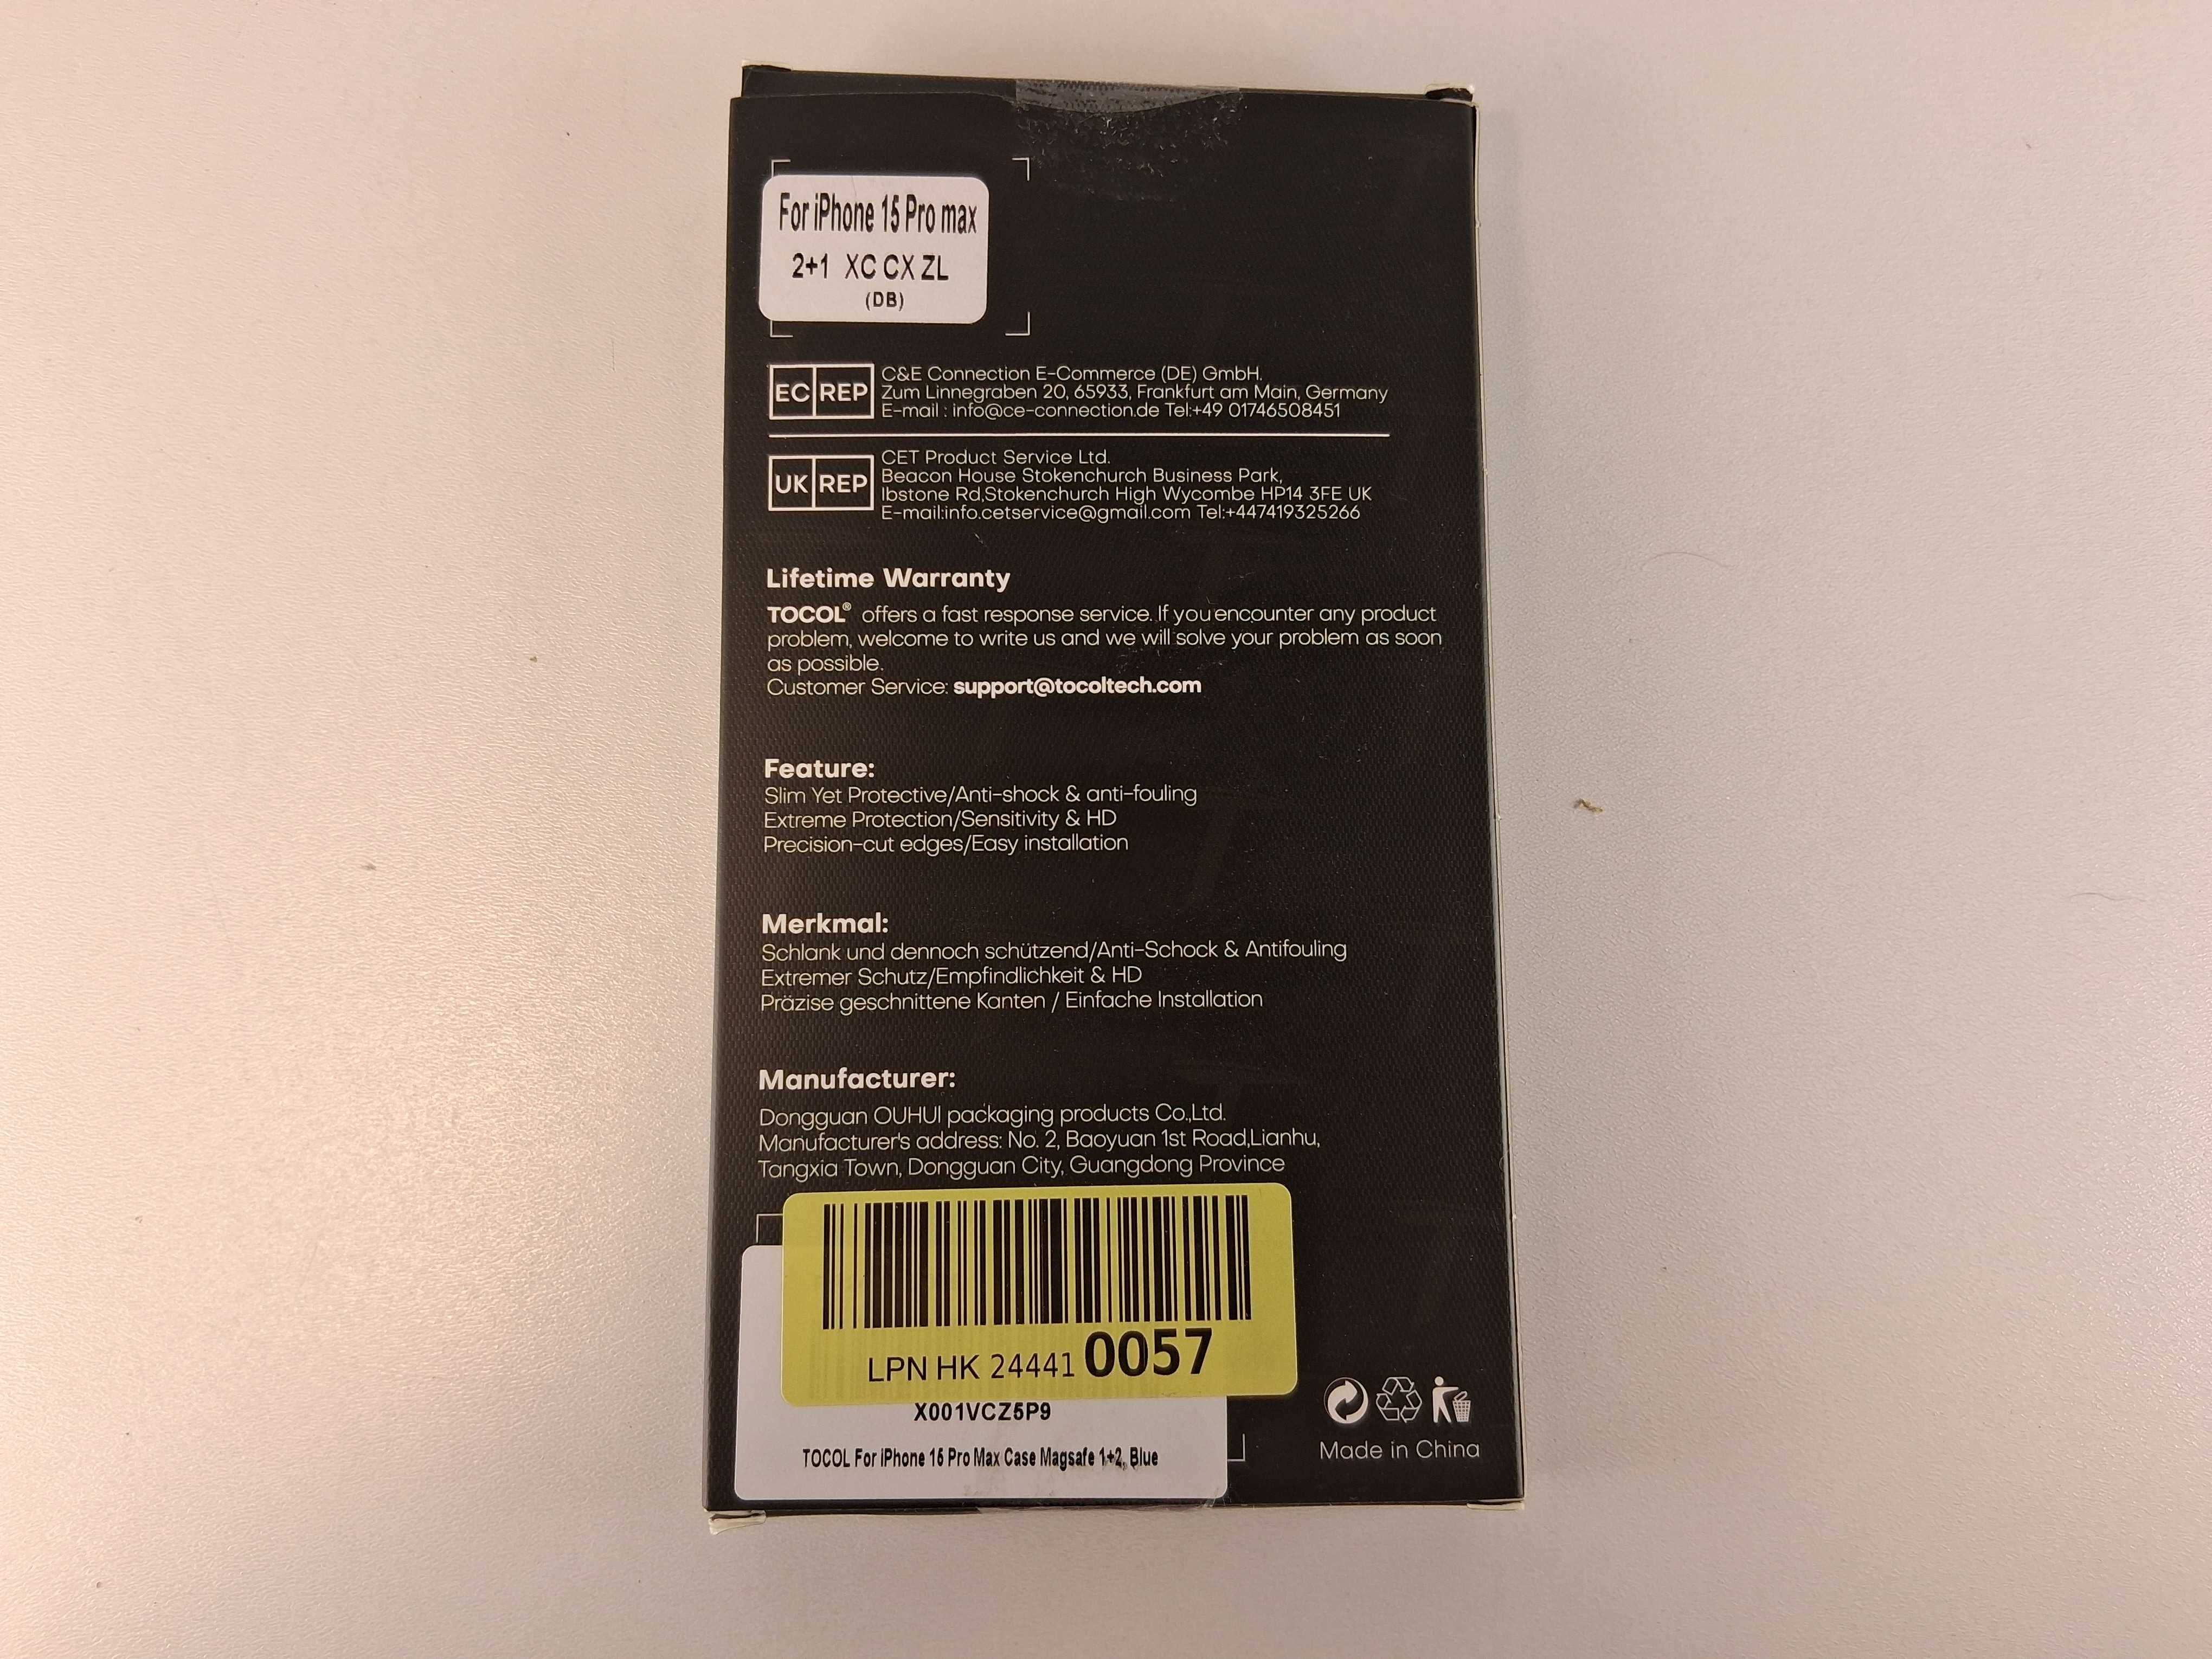 For iPhone 15 Pro max
2+1 XC CX ZL
(DB)
EC REP
C&E Connection E-Commerce (DE) GmbH.
Zum Linnegraben 20, 65933, Frankfurt am Main, Germany
E-mail : info@ce-connection.de Tel:+49 01746508451
UK REP
CET Product Service Ltd.
Beacon House Stokenchurch Business Park,
Ibstone Rd,Stokenchurch High Wycombe HP14 3FE UK
E-mail:info.cetservice@gmail.com Tel:+447419325266
Lifetime Warranty
TOCOL® offers a fast response service. If you encounter any product
problem, welcome to write us and we will solve your problem as soon
as possible.
Customer Service: support@tocoltech.com
Feature:
Slim Yet Protective/Anti-shock & anti-fouling
Extreme Protection/Sensitivity & HD
Precision-cut edges/Easy installation
Merkmal:
Schlank und dennoch schützend/Anti-Schock & Antifouling
Extremer Schutz/Empfindlichkeit & HD
Präzise geschnittene Kanten / Einfache Installation
Manufacturer:
Dongguan OUHUI packaging products Co.,Ltd.
Manufacturer's address: No. 2, Baoyuan 1st Road,Lianhu,
Tangxia Town, Dongguan City, Guangdong Province
LPN HK 24441 0057
X001VCZ5P9
TOCOL For iPhone 15 Pro Max Case Magsafe 1+2, Blue
Made in China